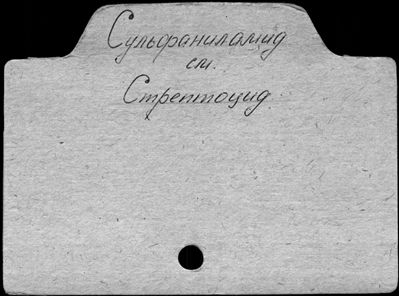 Сульфаниламид
см.
Стрептоцид